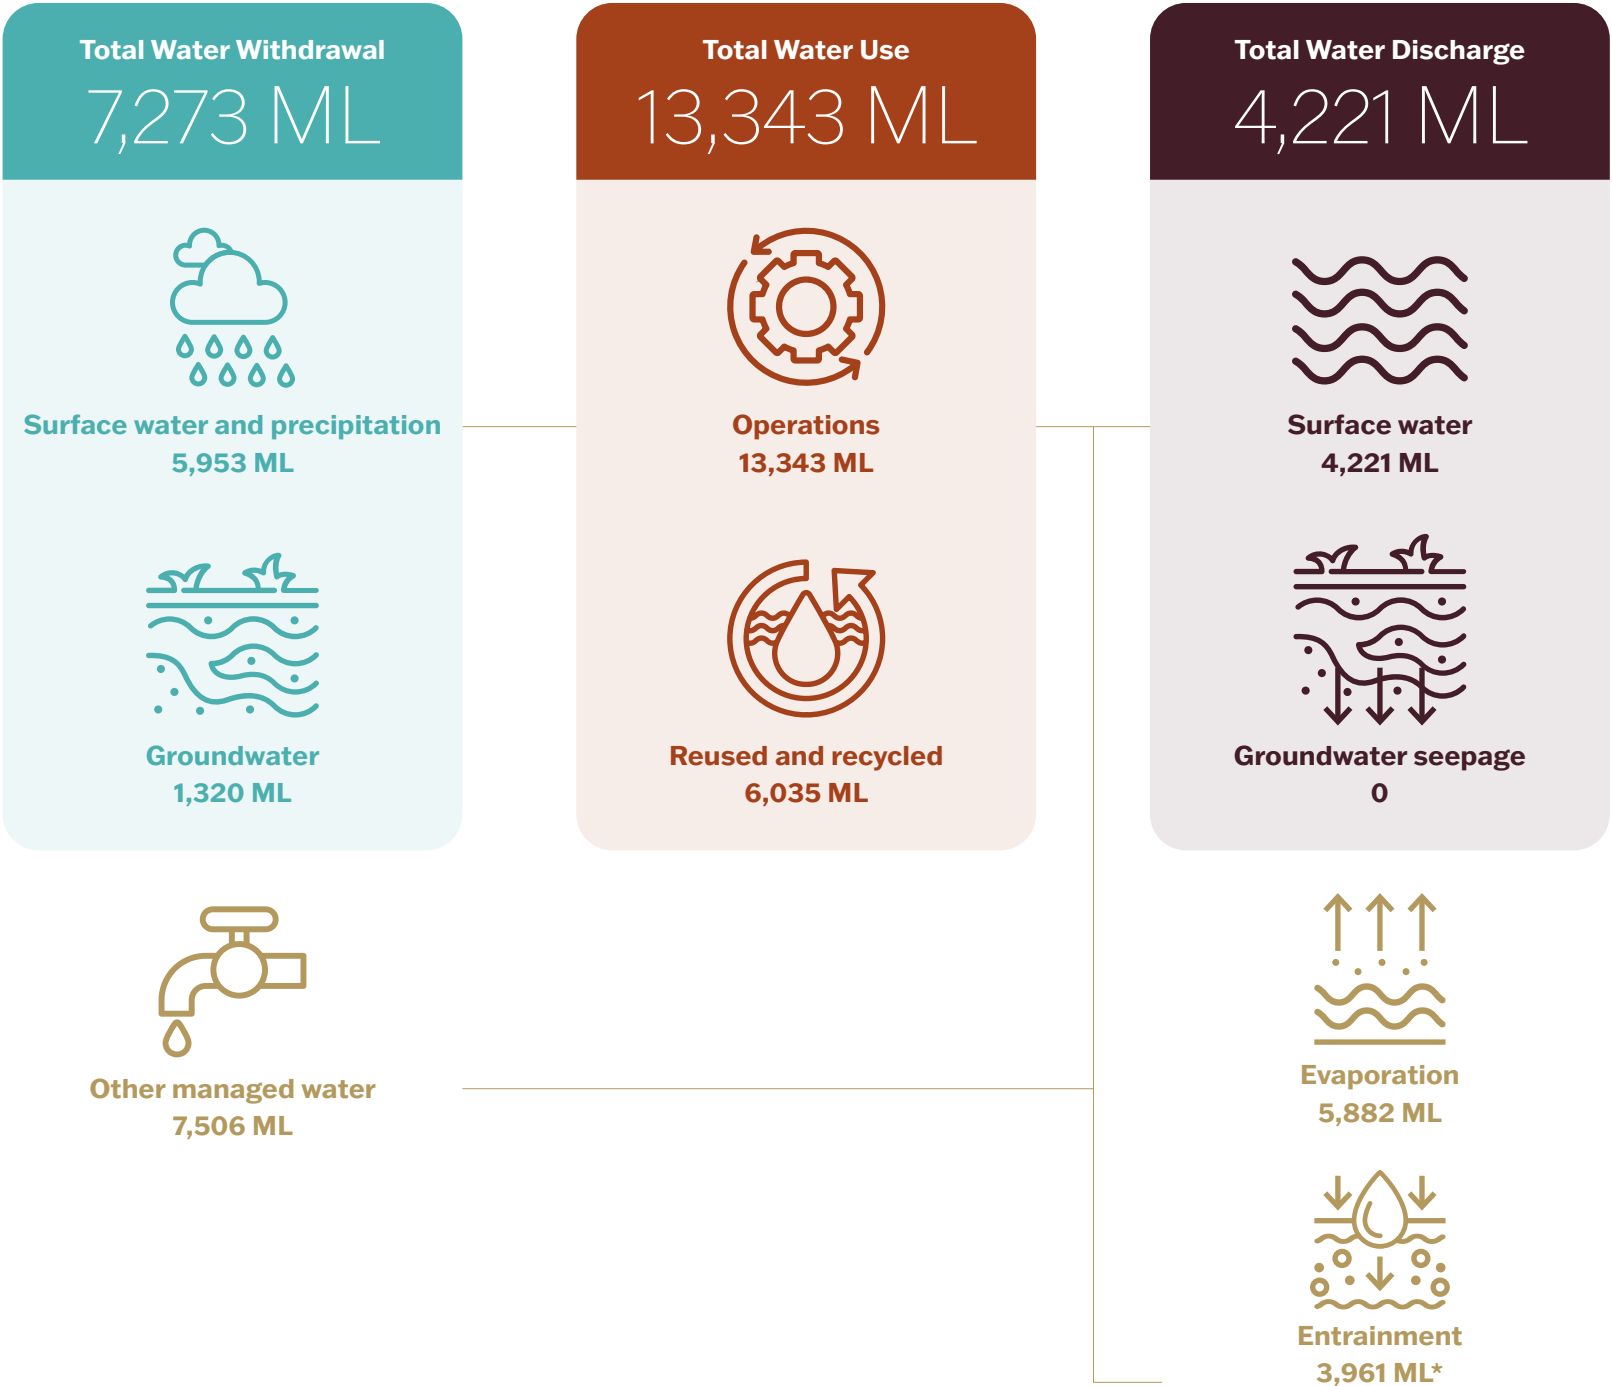 Total Water Withdrawal
7,273 ML
Surface water and precipitation
5,953 ML
Groundwater
1,320 ML
Other managed water
7,506 ML
Total Water Use
13,343 ML
Operations
13,343 ML
Reused and recycled
6,035 ML
Total Water Discharge
4,221 ML
Surface water
4,221 ML
Groundwater seepage
0
Evaporation
5,882 ML
Entrainment
3,961 ML*